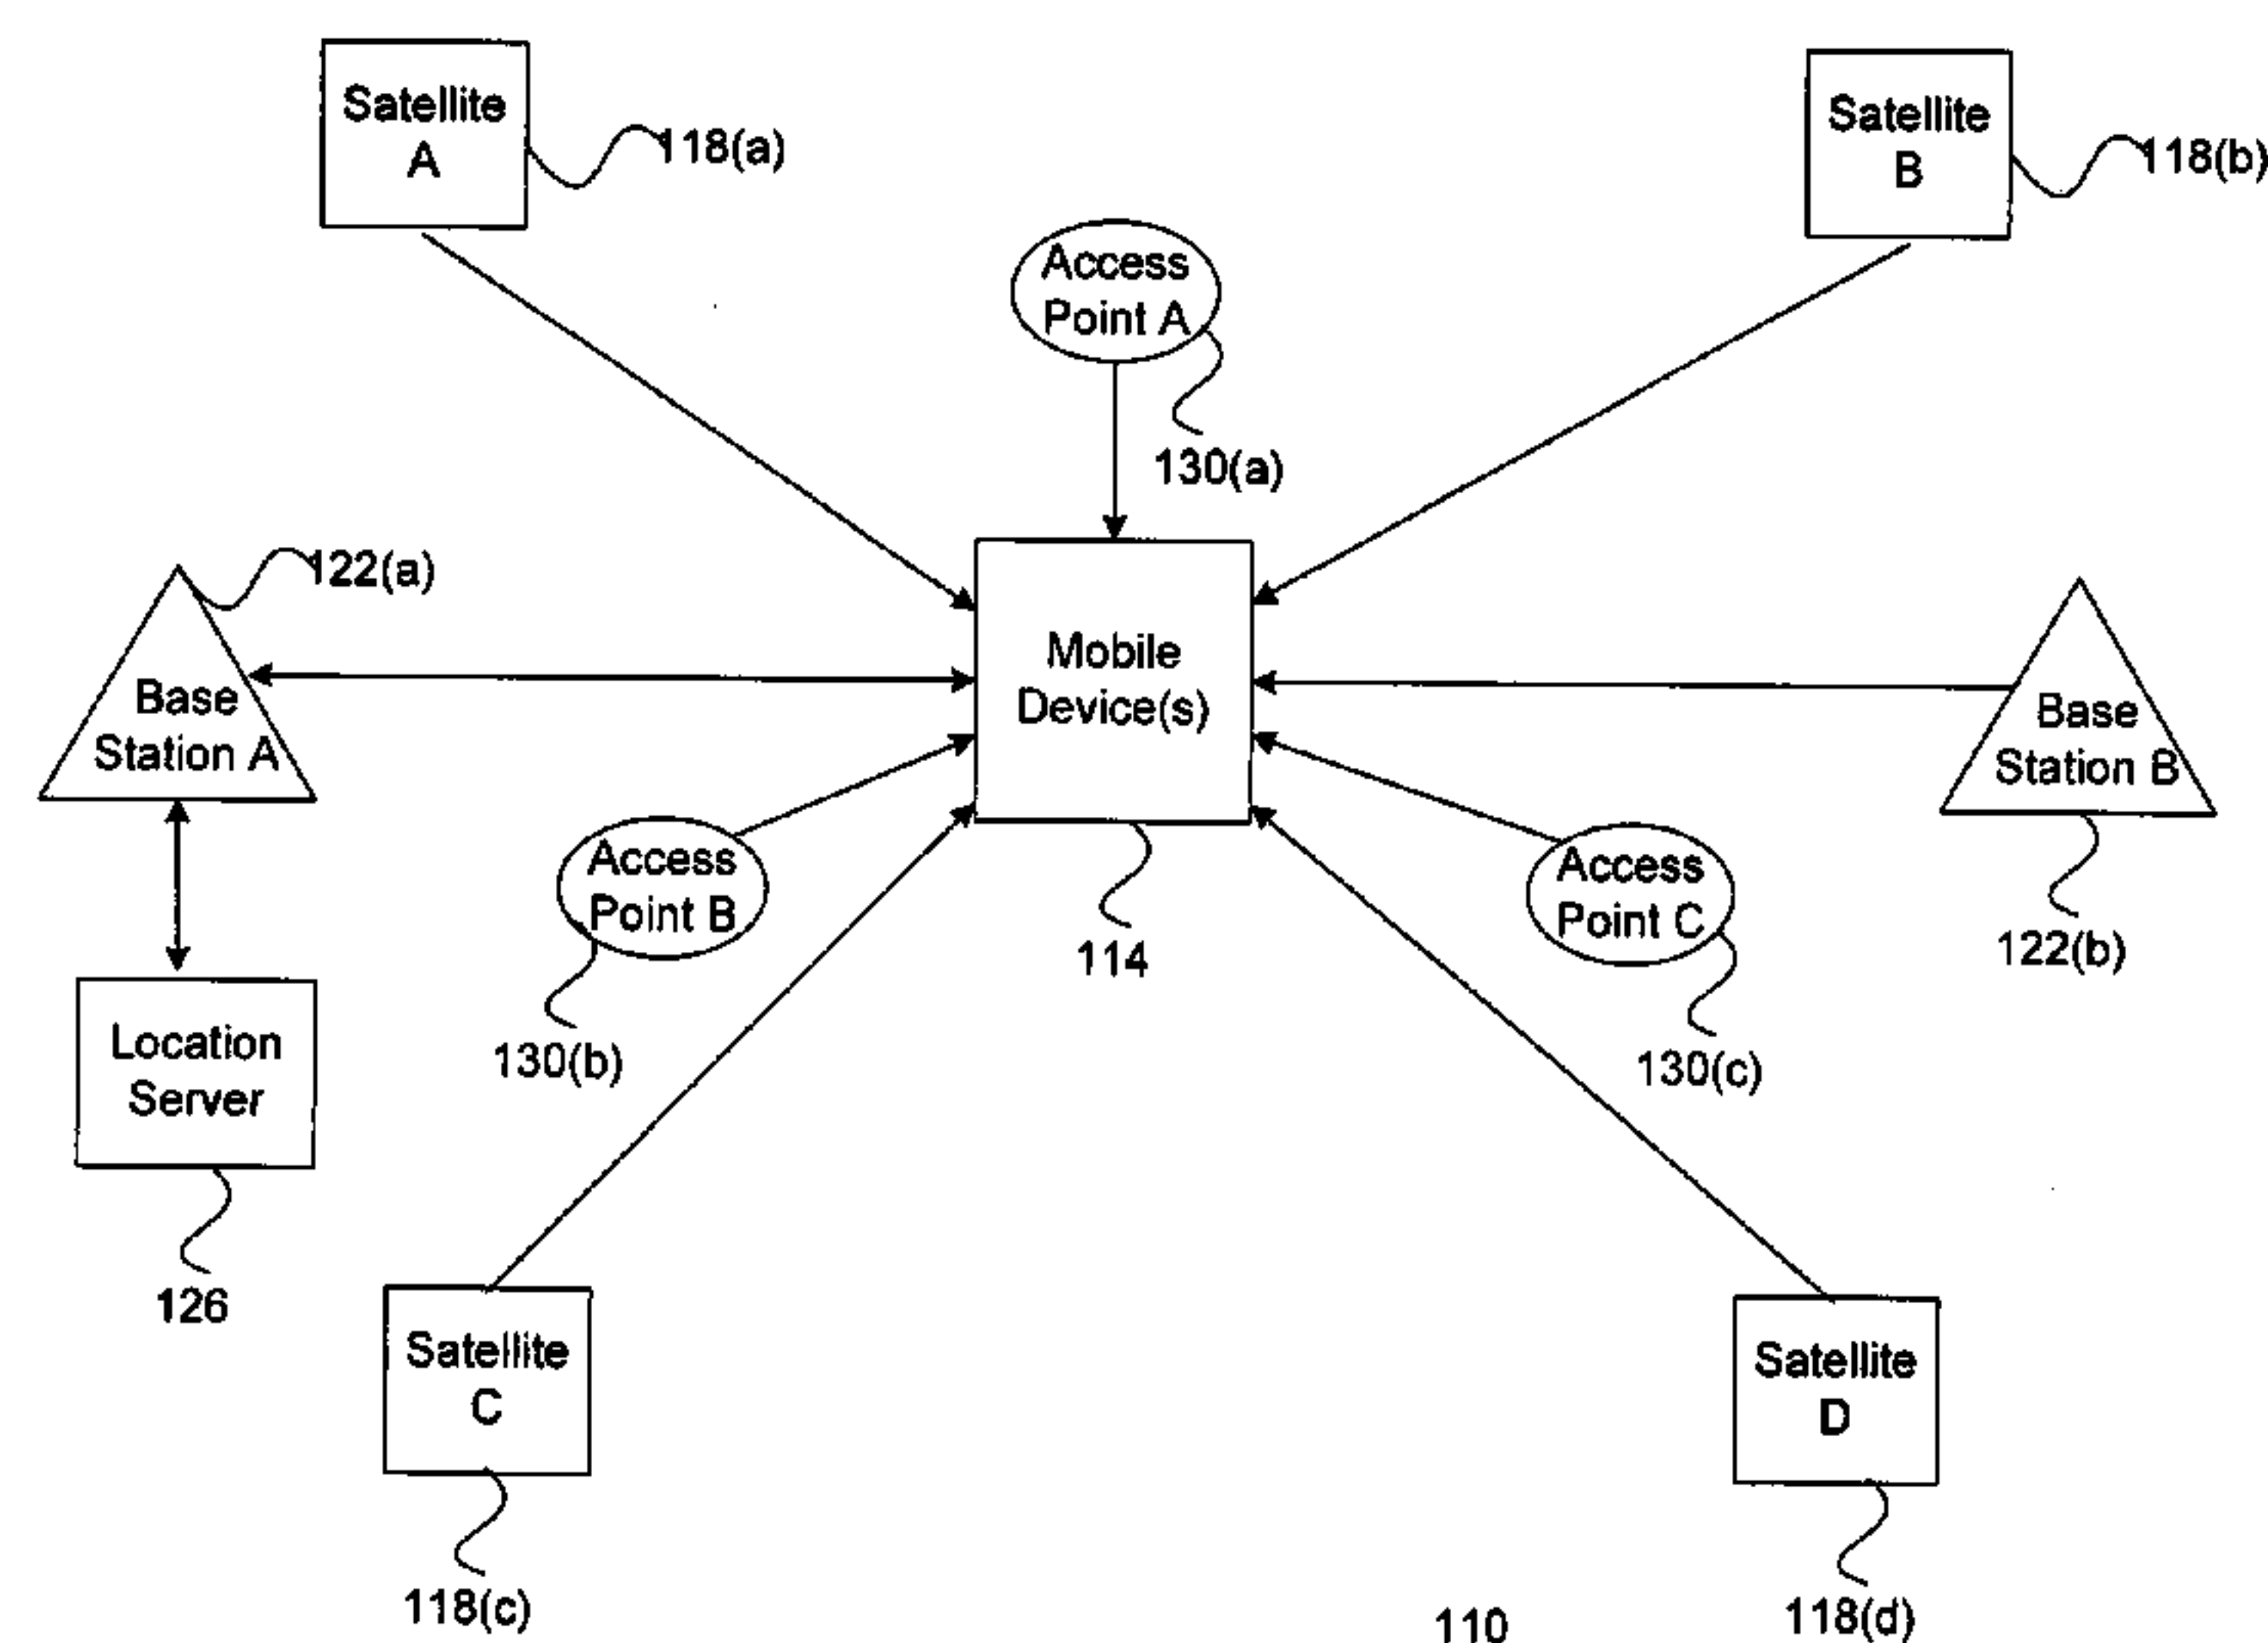 Satellite
A
118(a)
Satellite
B
118(b)
Access
Point A
130(a)
122(a)
Base
Station A
Mobile
Device(s)
114
Base
Station B
122(b)
Access
Point B
130(b)
Access
Point C
130(c)
Location
Server
126
Satellite
C
118(c)
Satellite
D
118(d)
110